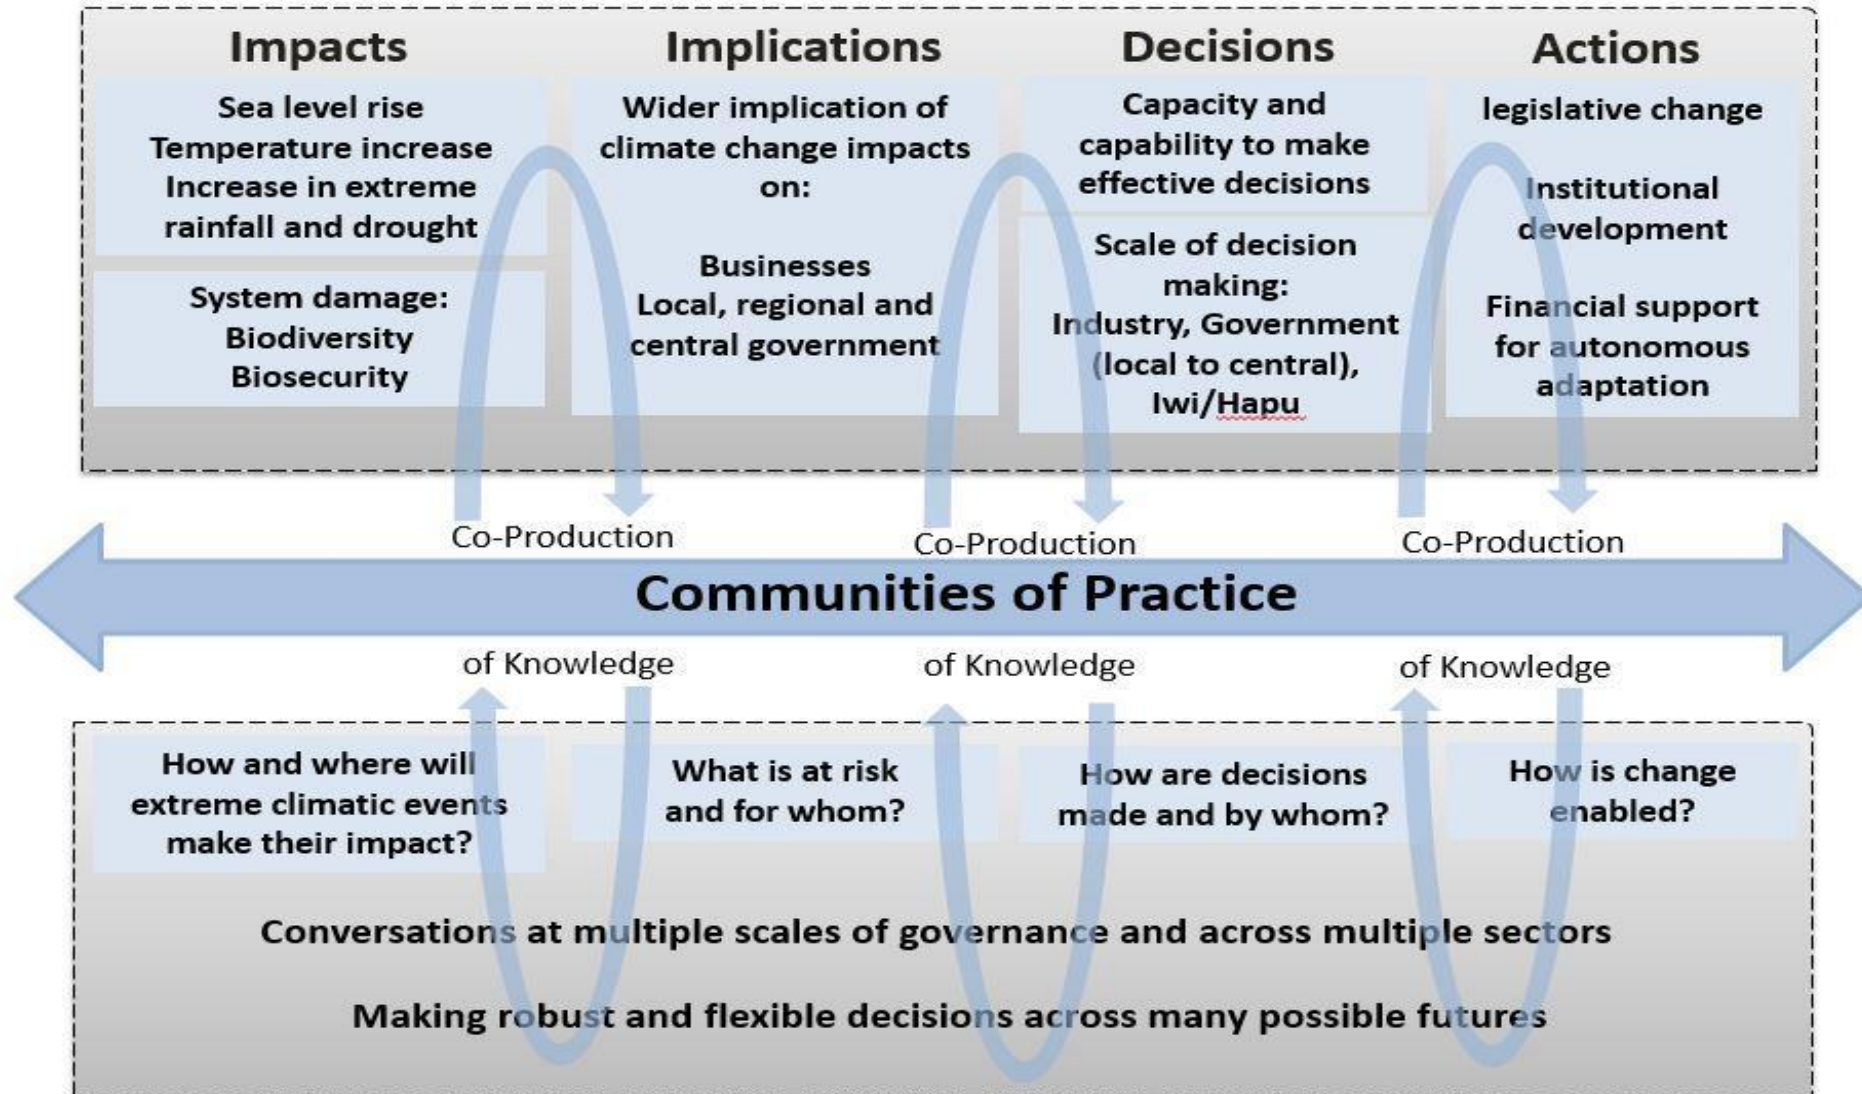 Impacts
Sea level rise
Temperature increase
Increase in extreme
rainfall and drought
System damage:
Biodiversity
Biosecurity
Implications
Wider implication of
climate change impacts
on:
Businesses
Local, regional and
central government
Decisions
Capacity and
capability to make
effective decisions
Scale of decision
making:
Industry, Government
(local to central),
Iwi/Hapu
Actions
legislative change
Institutional
development
Financial support
for autonomous
adaptation
Co-Production
Co-Production
Co-Production
Communities of Practice
of Knowledge
of Knowledge
of Knowledge
How and where will
extreme climatic events
make their impact?
What is at risk
and for whom?
How are decisions
made and by whom?
How is change
enabled?
Conversations at multiple scales of governance and across multiple sectors
Making robust and flexible decisions across many possible futures